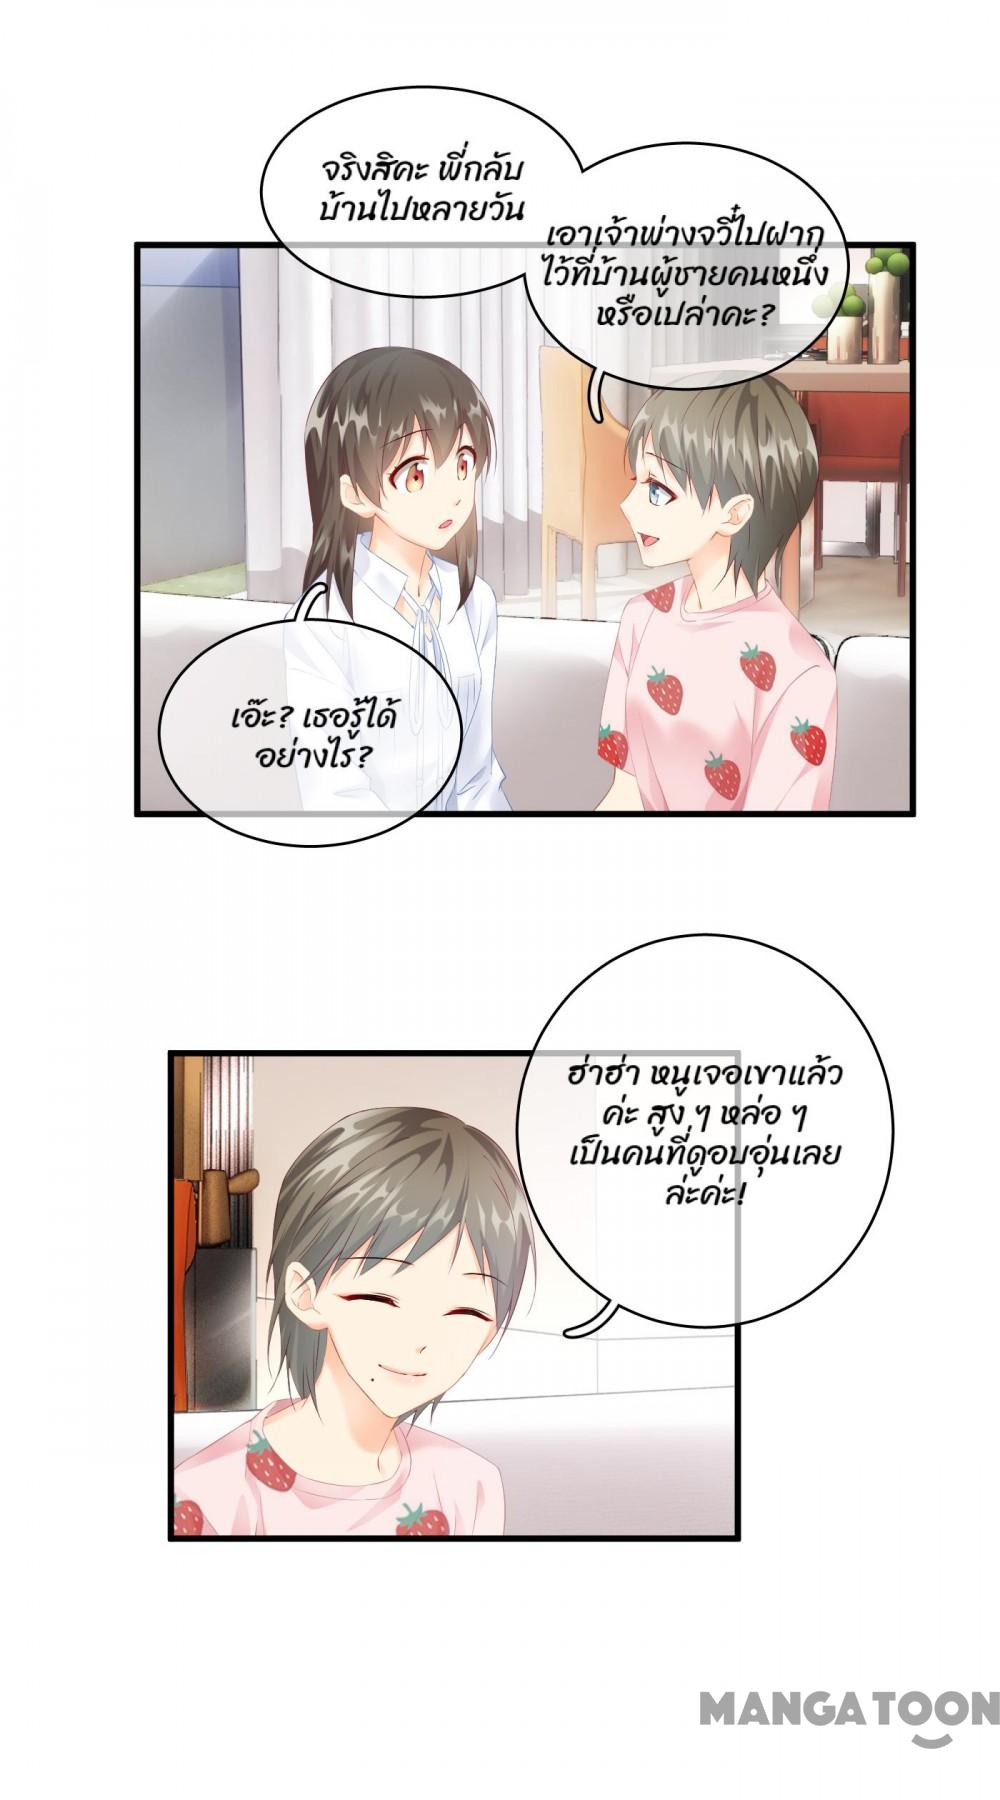 จริงสิคะ พี่กลับ
บ้านไปหลายวัน
เอาเจ้าพ่างจวี๋ไปฝาก
ไว้ที่บ้านผู้ชายคนหนึ่ง
หรือเปล่าคะ?
เอ๊ะ? เธอรู้ได้
อย่างไร?
ฮ่าฮ่า หนูเจอเขาแล้ว
ค่ะ สูง ๆ หล่อ ๆ
เป็นคนที่ดูอบอุ่นเลย
ล่ะค่ะ!
MANGATOON